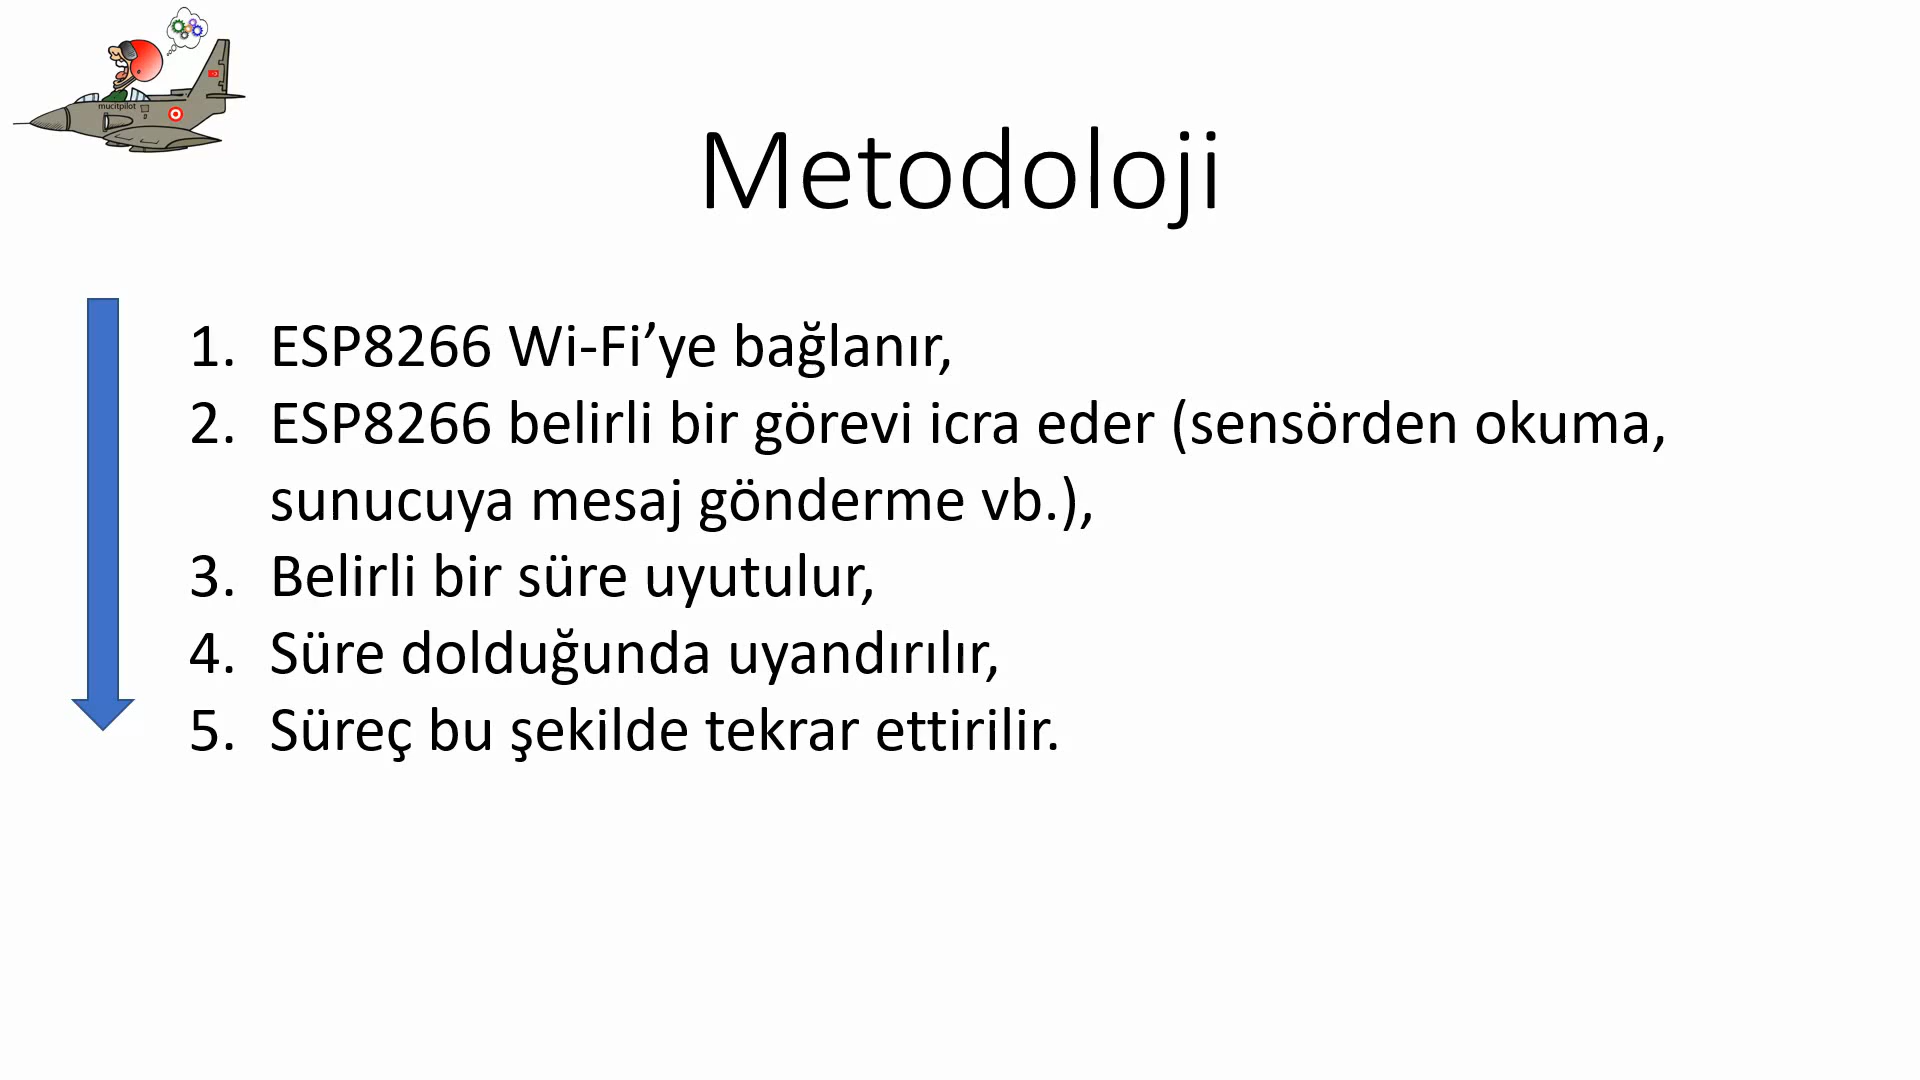 mucitpilot
Metodoloji
1. ESP8266 Wi-Fi’ye bağlanır,
2. ESP8266 belirli bir görevi icra eder (sensörden okuma,
sunucuya mesaj gönderme vb.),
3. Belirli bir süre uyutulur,
4. Süre dolduğunda uyandırılır,
5. Süreç bu şekilde tekrar ettirilir.